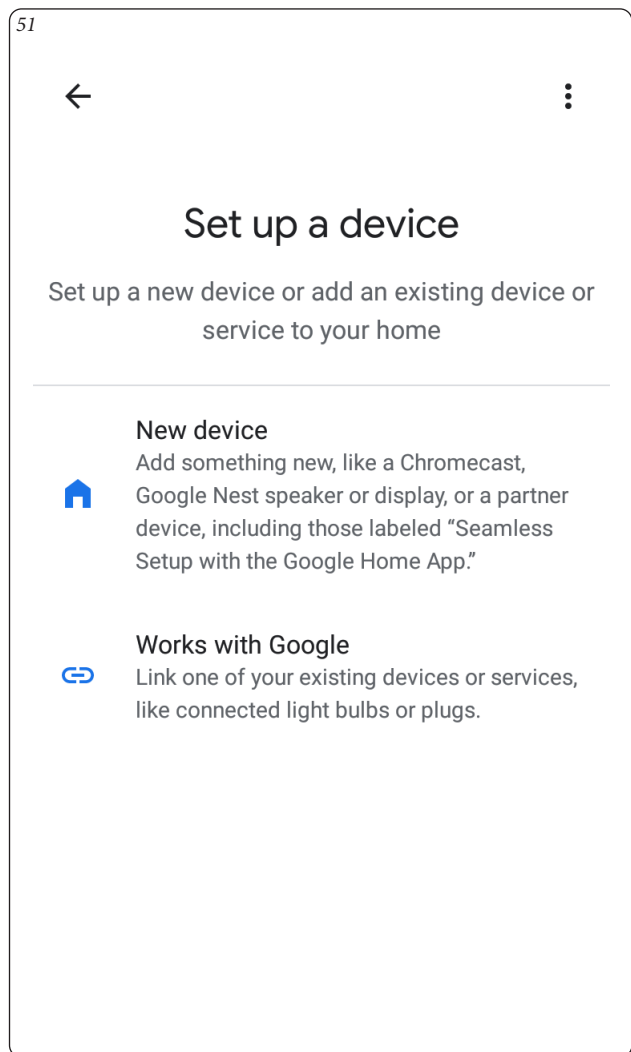 51
Set up a device
Set up a new device or add an existing device or
service to your home
New device
Add something new, like a Chromecast,
Google Nest speaker or display, or a partner
device, including those labeled “Seamless
Setup with the Google Home App.”
Works with Google
Link one of your existing devices or services,
like connected light bulbs or plugs.